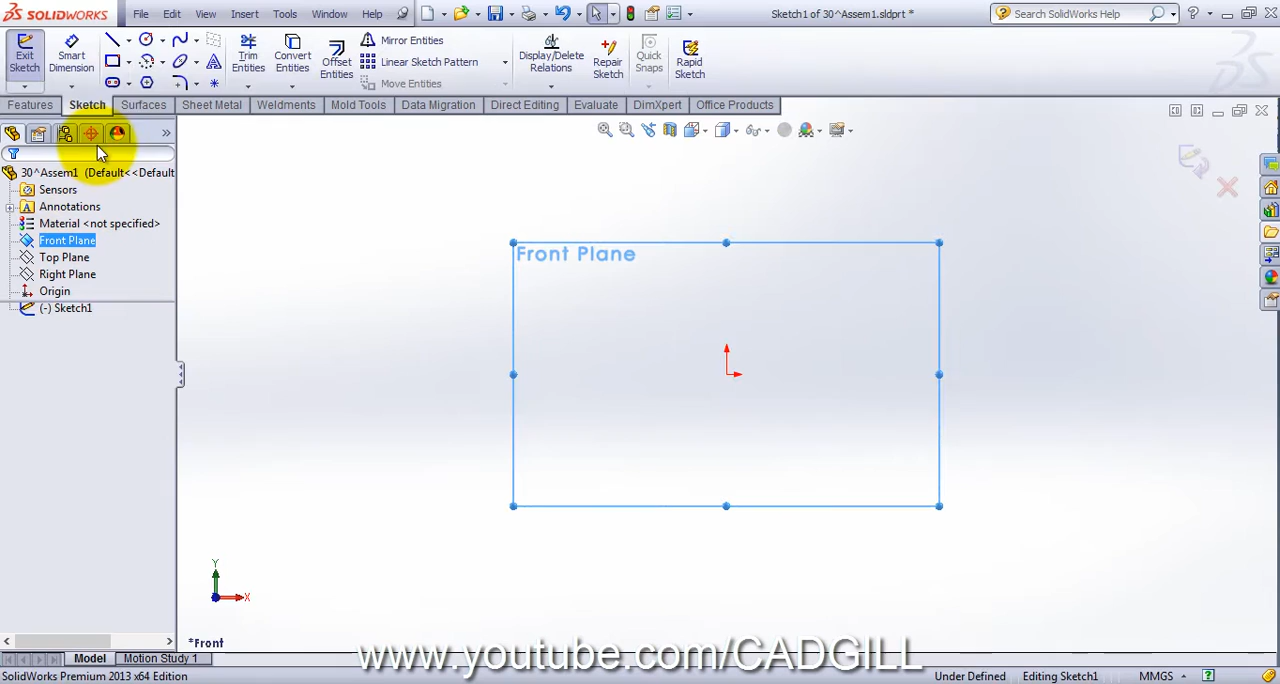 SOLIDWORKS File Edit View Insert Tools Window Help Sketch1 of 30^Assem1.sldprt * Search SolidWorks Help
Exit Sketch
Smart Dimension
Trim Entities
Convert Entities
Offset Entities
Mirror Entities
Linear Sketch Pattern
Move Entities
Display/Delete Relations
Repair Sketch
Quick Snaps
Rapid Sketch
Features Sketch Surfaces Sheet Metal Weldments Mold Tools Data Migration Direct Editing Evaluate DimXpert Office Products
30^Assem1 (Default<<Default
Sensors
Annotations
Material <not specified>
Front Plane
Top Plane
Right Plane
Origin
(-) Sketch1
Front Plane
Y
X
*Front
Model Motion Study 1
www.youtube.com/CADGILL
SolidWorks Premium 2013 x64 Edition Under Defined Editing Sketch1 MMGS